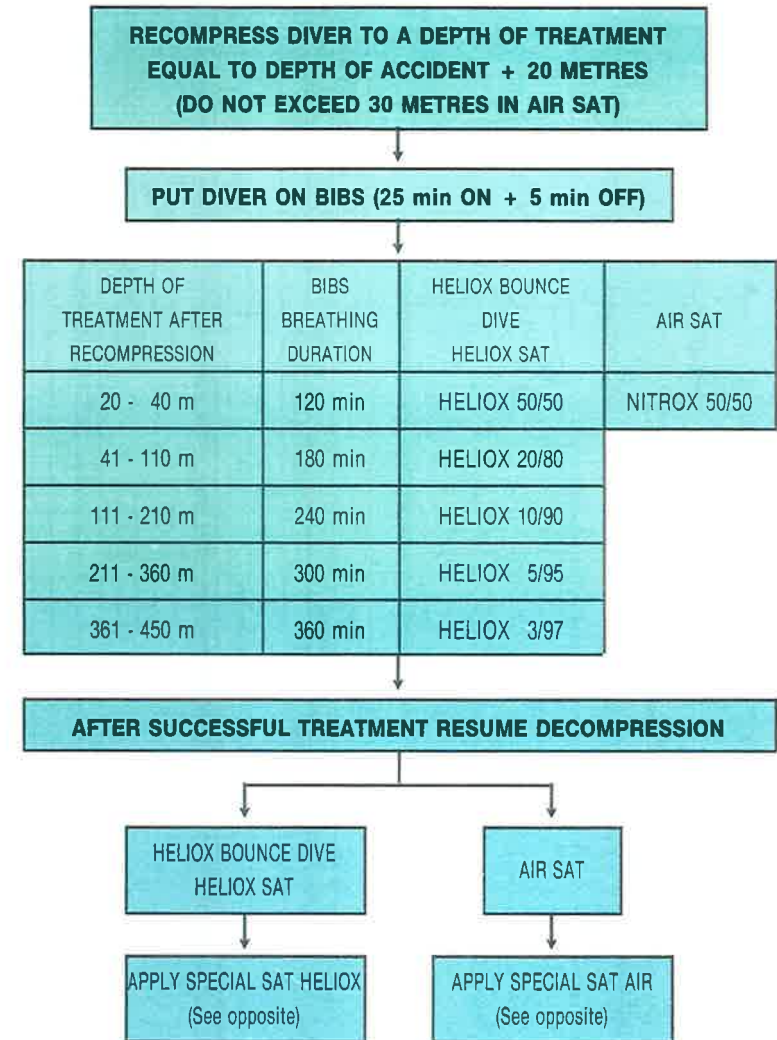 RECOMPRESS DIVER TO A DEPTH OF TREATMENT
EQUAL TO DEPTH OF ACCIDENT + 20 METRES
(DO NOT EXCEED 30 METRES IN AIR SAT)
PUT DIVER ON BIBS (25 min ON + 5 min OFF)
DEPTH OF
TREATMENT AFTER
RECOMPRESSION
BIBS
BREATHING
DURATION
HELIOX BOUNCE
DIVE
HELIOX SAT
AIR SAT
20 - 40 m 120 min HELIOX 50/50 NITROX 50/50
41 - 110 m 180 min HELIOX 20/80
111 - 210 m 240 min HELIOX 10/90
211 - 360 m 300 min HELIOX 5/95
361 - 450 m 360 min HELIOX 3/97
AFTER SUCCESSFUL TREATMENT RESUME DECOMPRESSION
HELIOX BOUNCE DIVE
HELIOX SAT
AIR SAT
APPLY SPECIAL SAT HELIOX
(See opposite)
APPLY SPECIAL SAT AIR
(See opposite)